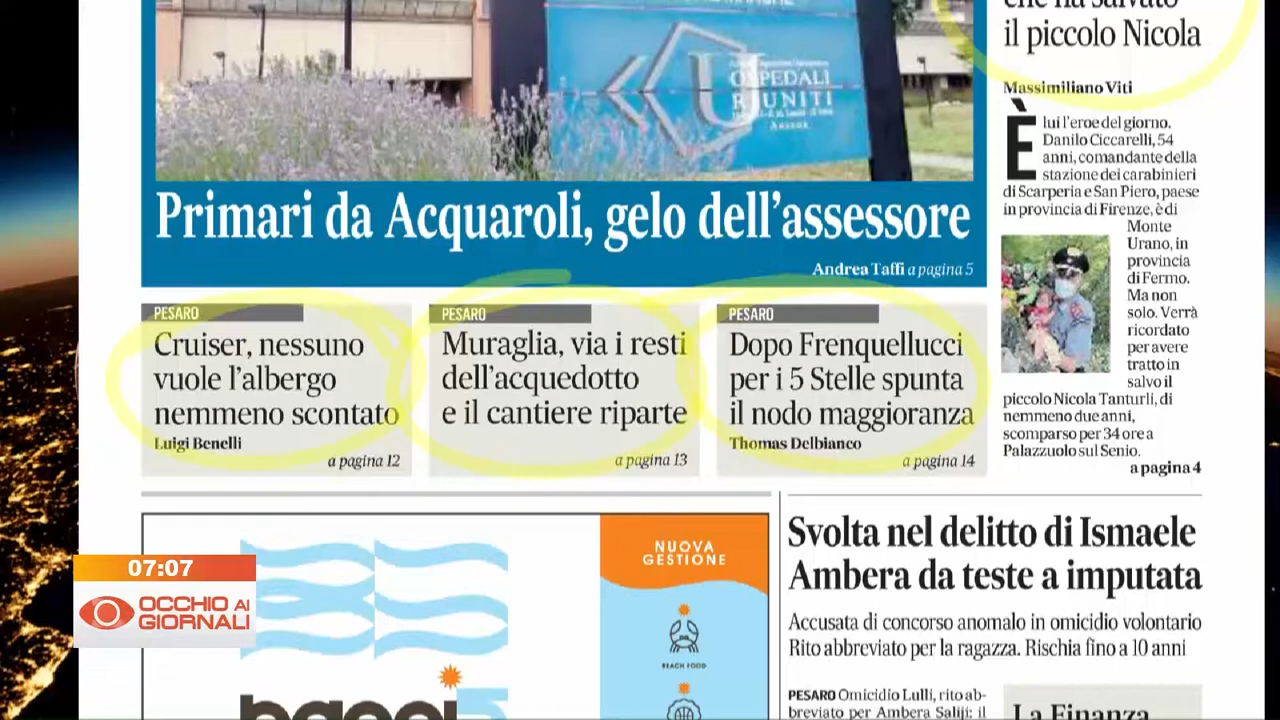 che ha salvato
il piccolo Nicola
Massimiliano Viti
OSPEDALI
RIUNITI
Ancona
Primari da Acquaroli, gelo dell'assessore
Andrea Taffi a pagina 5
È lui l'eroe del giorno.
Danilo Ciccarelli, 54
anni, comandante della
stazione dei carabinieri
di Scarperia e San Piero, paese
in provincia di Firenze, è di
Monte
Urano, in
provincia
di Fermo.
Ma non
solo. Verrà
ricordato
per avere
tratto in
salvo il
piccolo Nicola Tanturli, di
nemmeno due anni,
scomparso per 34 ore a
Palazzuolo sul Senio.
a pagina 4
PESARO
Cruiser, nessuno
vuole l'albergo
nemmeno scontato
Luigi Benelli
a pagina 12
PESARO
Muraglia, via i resti
dell'acquedotto
e il cantiere riparte
a pagina 13
PESARO
Dopo Frenquellucci
per i 5 Stelle spunta
il nodo maggioranza
Thomas Delbianco
a pagina 14
NUOVA
GESTIONE
BEACH FOOD
Svolta nel delitto di Ismaele
Ambera da teste a imputata
Accusata di concorso anomalo in omicidio volontario
Rito abbreviato per la ragazza. Rischia fino a 10 anni
PESARO Omicidio Lulli, rito ab-
breviato per Ambera Saliji: il
La Finanza
07:07
OCCHIO AI
GIORNALI